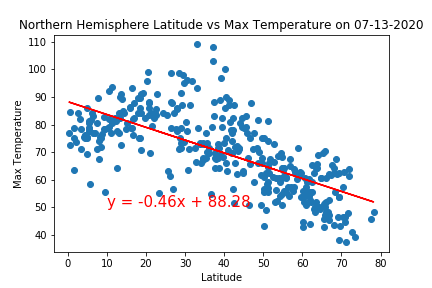 Northern Hemisphere Latitude vs Max Temperature on 07-13-2020
110
100
90
80
70
60
50
40
Max Temperature
y = -0.46x + 88.28
0 10 20 30 40 50 60 70 80
Latitude